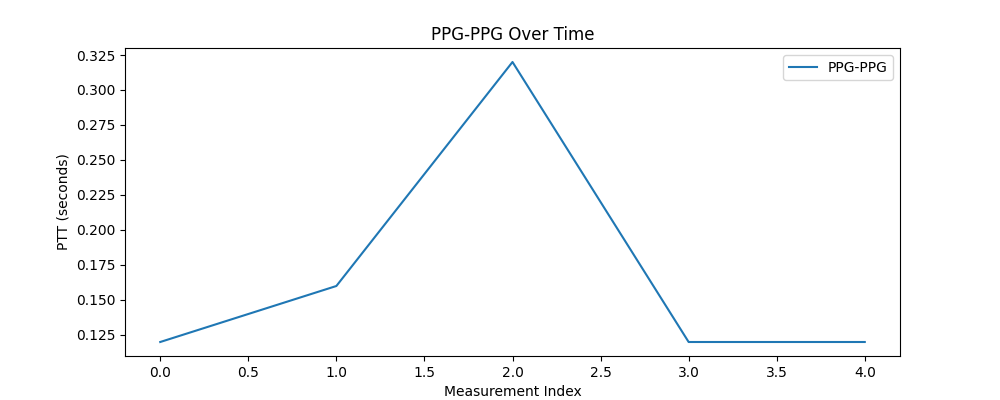 PPG-PPG Over Time
PPG-PPG
PTT (seconds)
0.325
0.300
0.275
0.250
0.225
0.200
0.175
0.150
0.125
0.0 0.5 1.0 1.5 2.0 2.5 3.0 3.5 4.0
Measurement Index